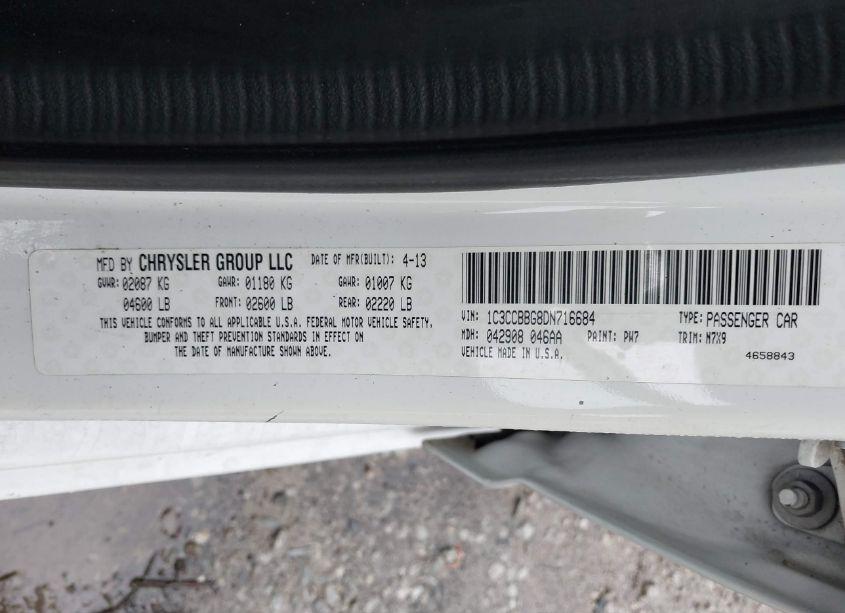 MFD BY CHRYSLER GROUP LLC DATE OF MFR(BUILT): 4-13
GVWR: 02087 KG GAWR: 01180 KG GAWR: 01007 KG
04600 LB FRONT: 02600 LB REAR: 02220 LB
THIS VEHICLE CONFORMS TO ALL APPLICABLE U.S.A. FEDERAL MOTOR VEHICLE SAFETY,
BUMPER AND THEFT PREVENTION STANDARDS IN EFFECT ON
THE DATE OF MANUFACTURE SHOWN ABOVE.
VIN: 1C3CCBBG8DN716684 TYPE: PASSENGER CAR
MDH: 042908 046AA PAINT: PW7 TRIM: N7X9
VEHICLE MADE IN U.S.A. 4658843